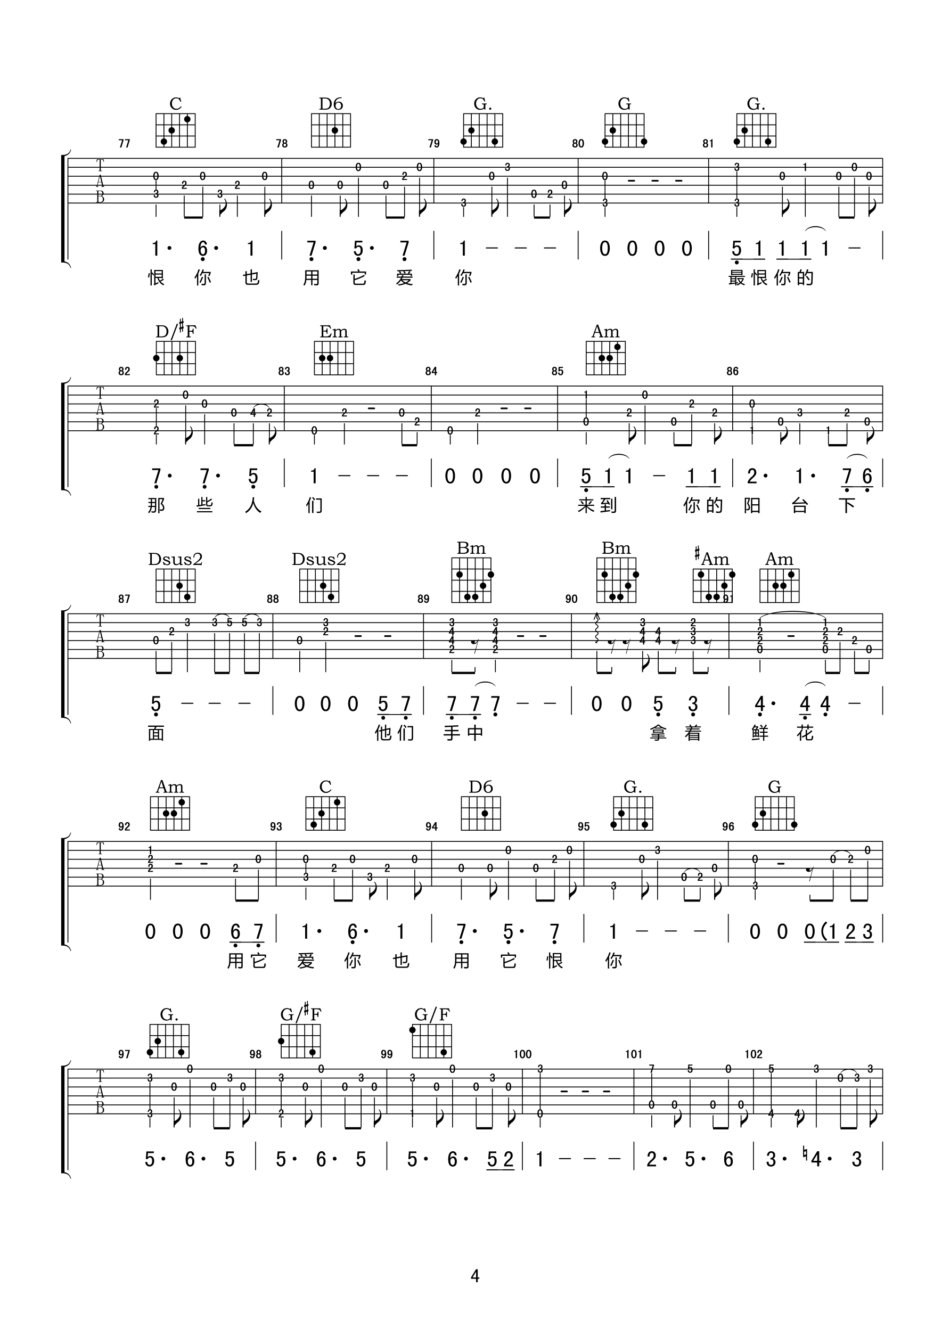 C D6 G. G G.
77 78 79 80 81
1· 6· 1 | 7· 5· 7 | 1 - - - | 0 0 0 0 | 5 1 1 1 1 -
恨 你 也 用 它 爱 你 最恨你的
D/#F Em Am
82 83 84 85 86
7· 7· 5 | 1 - - - | 0 0 0 0 | 5 1 1 - 1 1 | 2· 1· 7 6
那 些 人 们 来到 你的 阳 台 下
Dsus2 Dsus2 Bm Bm #Am Am
87 88 89 90 91
5 - - - | 0 0 0 5 7 | 7 7 7 - - | 0 0 5 3 | 4· 4 4 -
面 他们 手中 拿着 鲜 花
Am C D6 G. G
92 93 94 95 96
0 0 0 6 7 | 1· 6· 1 | 7· 5· 7 | 1 - - - | 0 0 0(1 2 3
用它 爱 你 也 用 它 恨 你
G. G/#F G/F
97 98 99 100 101 102
5· 6· 5 | 5· 6· 5 | 5· 6· 5 2 | 1 - - - | 2· 5· 6 | 3· ♮4· 3
4